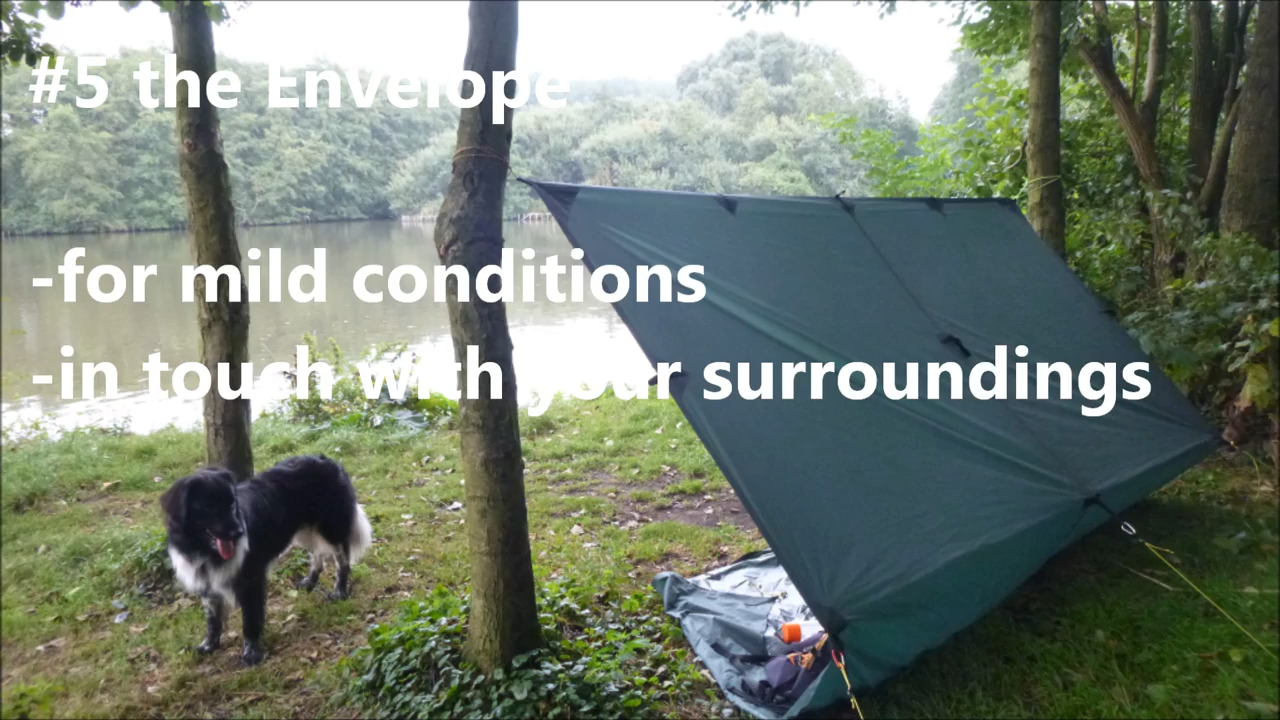 #5 the Envelope
-for mild conditions
-in touch with your surroundings